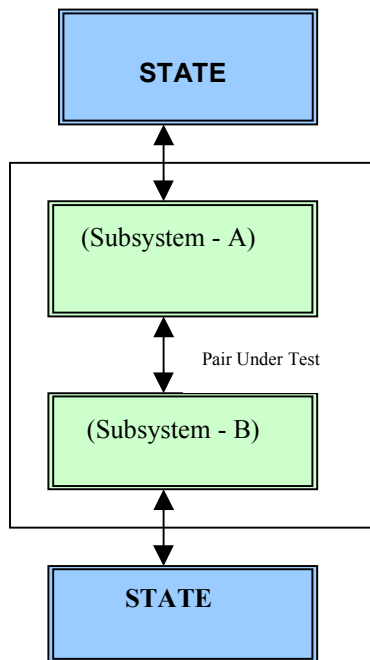 STATE
(Subsystem - A)
Pair Under Test
(Subsystem - B)
STATE